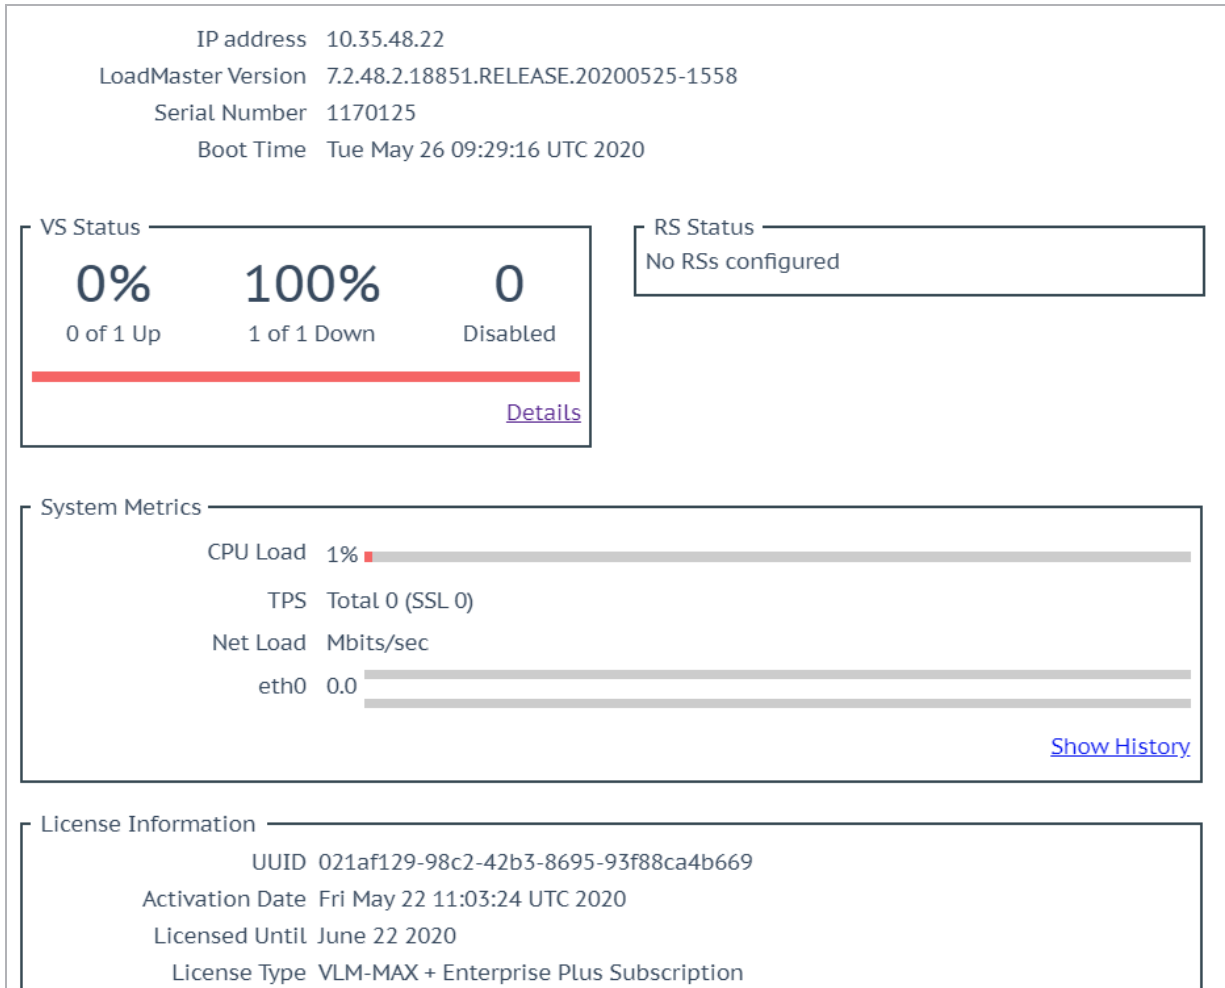 IP address 10.35.48.22
LoadMaster Version 7.2.48.2.18851.RELEASE.20200525-1558
Serial Number 1170125
Boot Time Tue May 26 09:29:16 UTC 2020
VS Status
0% 100% 0
0 of 1 Up 1 of 1 Down Disabled
Details
RS Status
No RSs configured
System Metrics
CPU Load 1%
TPS Total 0 (SSL 0)
Net Load Mbits/sec
eth0 0.0
Show History
License Information
UUID 021af129-98c2-42b3-8695-93f88ca4b669
Activation Date Fri May 22 11:03:24 UTC 2020
Licensed Until June 22 2020
License Type VLM-MAX + Enterprise Plus Subscription